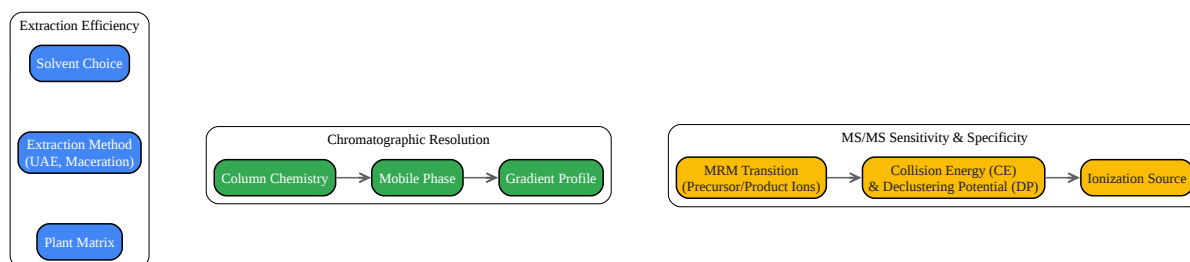 Extraction Efficiency
Solvent Choice
Extraction Method
(UAE, Maceration)
Plant Matrix
Chromatographic Resolution
Column Chemistry
Mobile Phase
Gradient Profile
MS/MS Sensitivity & Specificity
MRM Transition
(Precursor/Product Ions)
Collision Energy (CE)
& Declustering Potential (DP)
Ionization Source